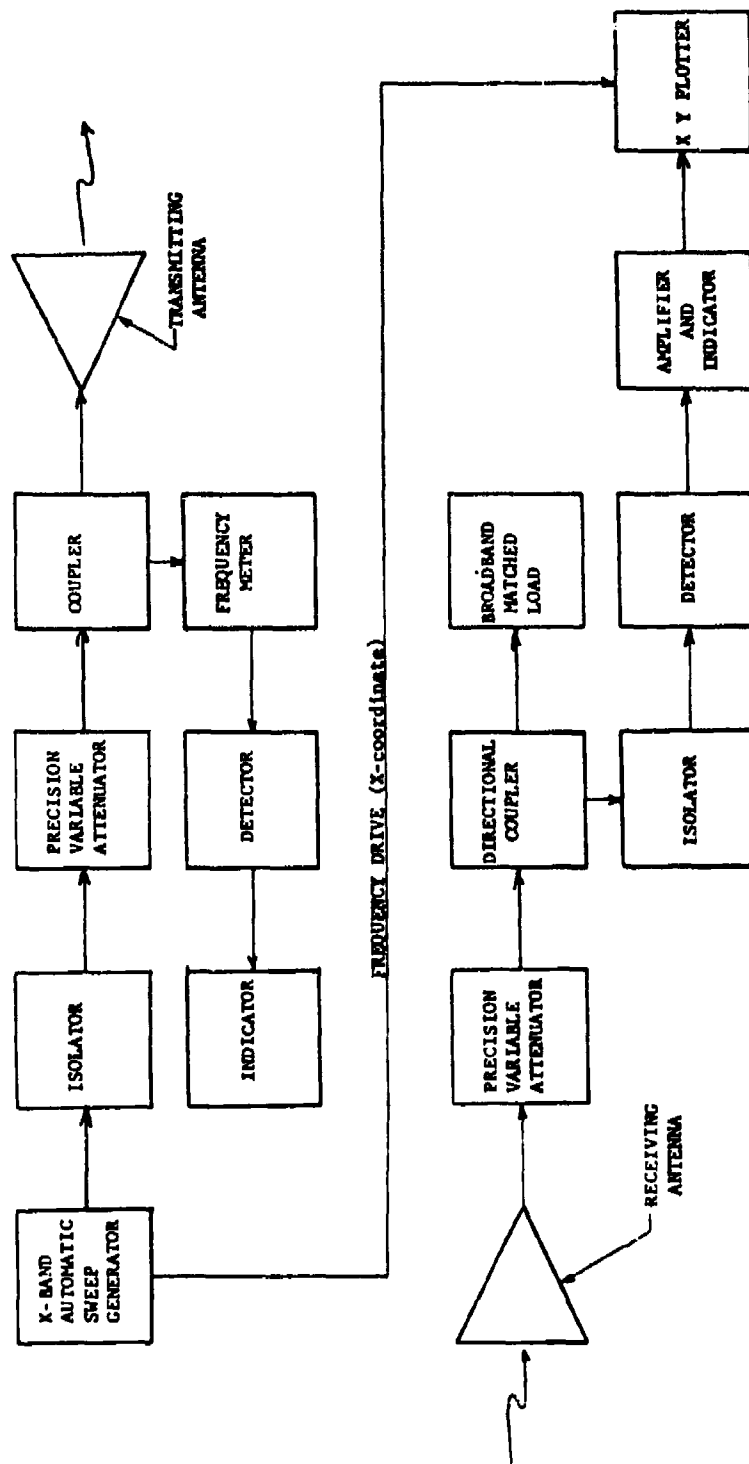 X-BAND
AUTOMATIC
SWEEP
GENERATOR
ISOLATOR
PRECISION
VARIABLE
ATTENUATOR
COUPLER
TRANSMITTING
ANTENNA
INDICATOR
DETECTOR
FREQUENCY
METER
FREQUENCY DRIVE (X-coordinate)
RECEIVING
ANTENNA
PRECISION
VARIABLE
ATTENUATOR
DIRECTIONAL
COUPLER
BROADBAND
MATCHED
LOAD
ISOLATOR
DETECTOR
AMPLIFIER
AND
INDICATOR
X Y PLOTTER